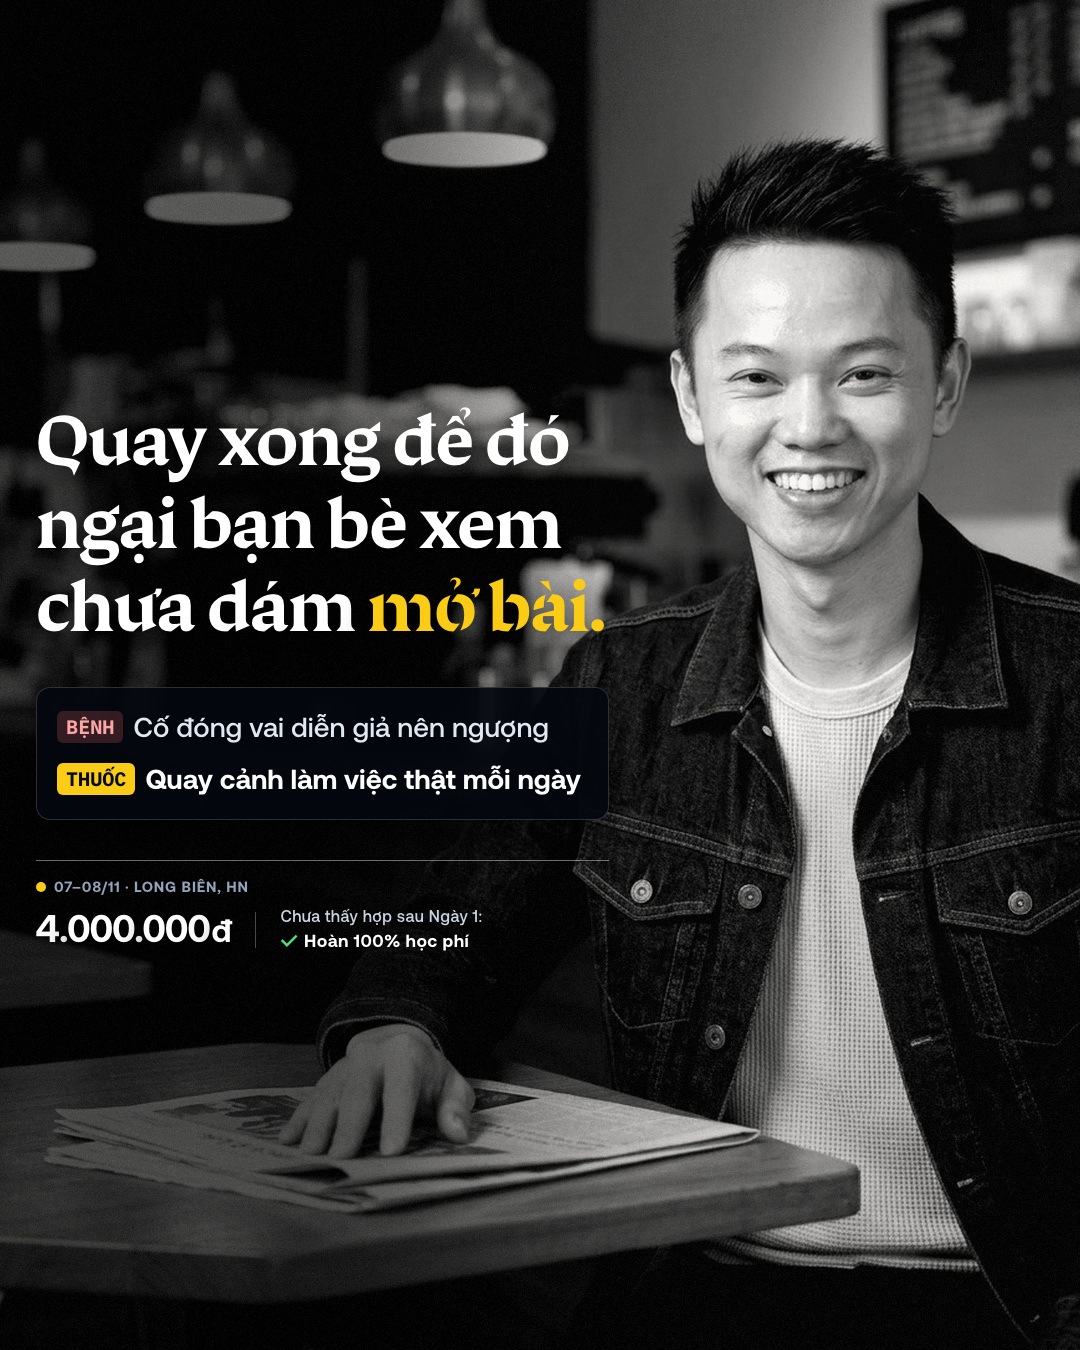 Quay xong để đó
ngại bạn bè xem
chưa dám mở bài.
BỆNH Cố đóng vai diễn giả nên ngượng
THUỐC Quay cảnh làm việc thật mỗi ngày
07–08/11 · LONG BIÊN, HN
4.000.000đ
Chưa thấy hợp sau Ngày 1:
✓ Hoàn 100% học phí